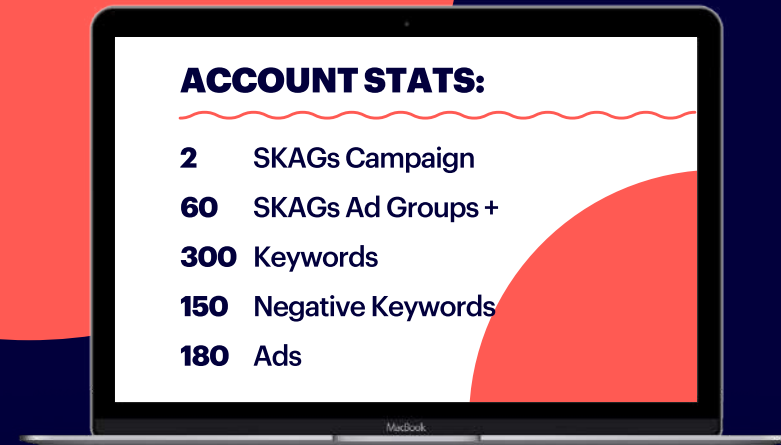 ACCOUNT STATS:
2 SKAGs Campaign
60 SKAGs Ad Groups +
300 Keywords
150 Negative Keywords
180 Ads
MacBook